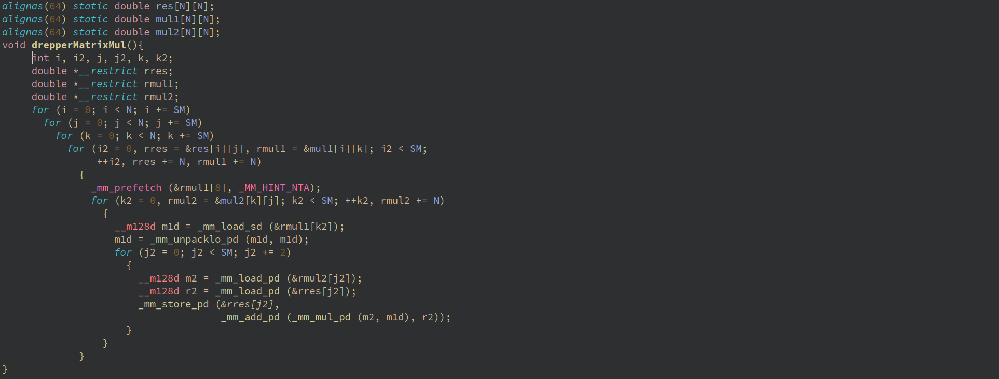 alignas(64) static double res[N][N];
alignas(64) static double mul1[N][N];
alignas(64) static double mul2[N][N];
void drepperMatrixMul(){
     int i, i2, j, j2, k, k2;
     double *__restrict rres;
     double *__restrict rmul1;
     double *__restrict rmul2;
     for (i = 0; i < N; i += SM)
       for (j = 0; j < N; j += SM)
         for (k = 0; k < N; k += SM)
           for (i2 = 0, rres = &res[i][j], rmul1 = &mul1[i][k]; i2 < SM;
                ++i2, rres += N, rmul1 += N)
             {
               _mm_prefetch (&rmul1[8], _MM_HINT_NTA);
               for (k2 = 0, rmul2 = &mul2[k][j]; k2 < SM; ++k2, rmul2 += N)
                 {
                   __m128d m1d = _mm_load_sd (&rmul1[k2]);
                   m1d = _mm_unpacklo_pd (m1d, m1d);
                   for (j2 = 0; j2 < SM; j2 += 2)
                     {
                       __m128d m2 = _mm_load_pd (&rmul2[j2]);
                       __m128d r2 = _mm_load_pd (&rres[j2]);
                       _mm_store_pd (&rres[j2],
                                     _mm_add_pd (_mm_mul_pd (m2, m1d), r2));
                     }
                 }
             }
}